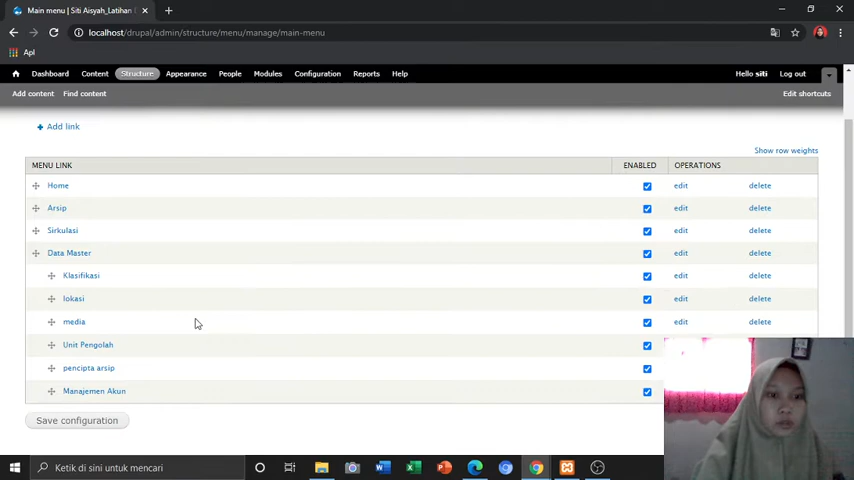 Main menu | Siti Aisyah_Latihan
localhost/drupal/admin/structure/menu/manage/main-menu
Apl
Dashboard Content Structure Appearance People Modules Configuration Reports Help Hello siti Log out
Add content Find content Edit shortcuts
Add link
Show row weights
MENU LINK ENABLED OPERATIONS
Home edit delete
Arsip edit delete
Sirkulasi edit delete
Data Master edit delete
Klasifikasi edit delete
lokasi edit delete
media edit delete
Unit Pengolah
pencipta arsip
Manajemen Akun
Save configuration
Ketik di sini untuk mencari